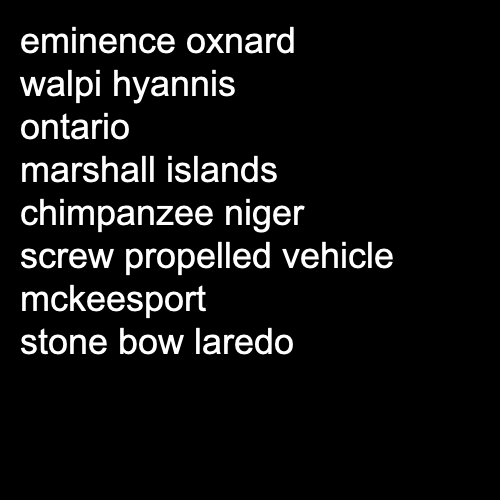 eminence oxnard
walpi hyannis
ontario
marshall islands
chimpanzee niger
screw propelled vehicle
mckeesport
stone bow laredo